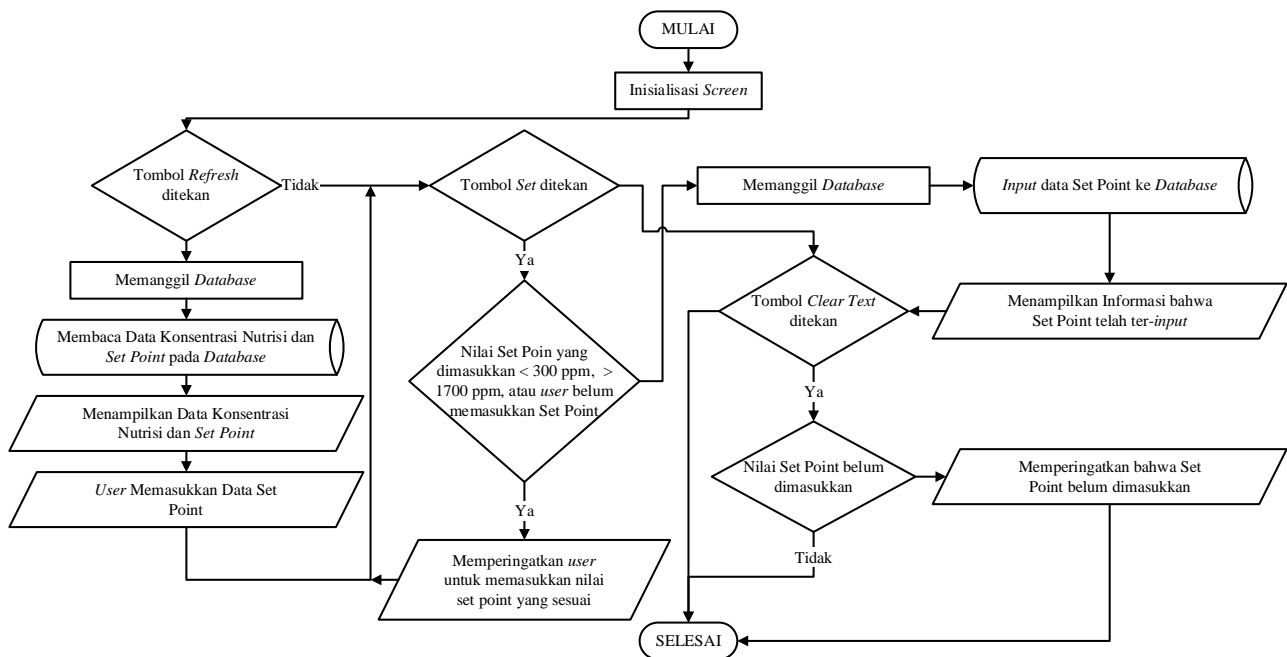 MULAI
Inisialisasi Screen
Tombol Refresh
ditekan
Tidak
Memanggil Database
Membaca Data Konsentrasi Nutrisi dan
Set Point pada Database
Menampilkan Data Konsentrasi
Nutrisi dan Set Point
User Memasukkan Data Set
Point
Tombol Set ditekan
Ya
Nilai Set Poin yang
dimasukkan < 300 ppm, >
1700 ppm, atau user belum
memasukkan Set Point
Ya
Memperingatkan user
untuk memasukkan nilai
set point yang sesuai
Memanggil Database
Input data Set Point ke Database
Menampilkan Informasi bahwa
Set Point telah ter-input
Tombol Clear Text
ditekan
Ya
Nilai Set Point belum
dimasukkan
Memperingatkan bahwa Set
Point belum dimasukkan
Tidak
SELESAI